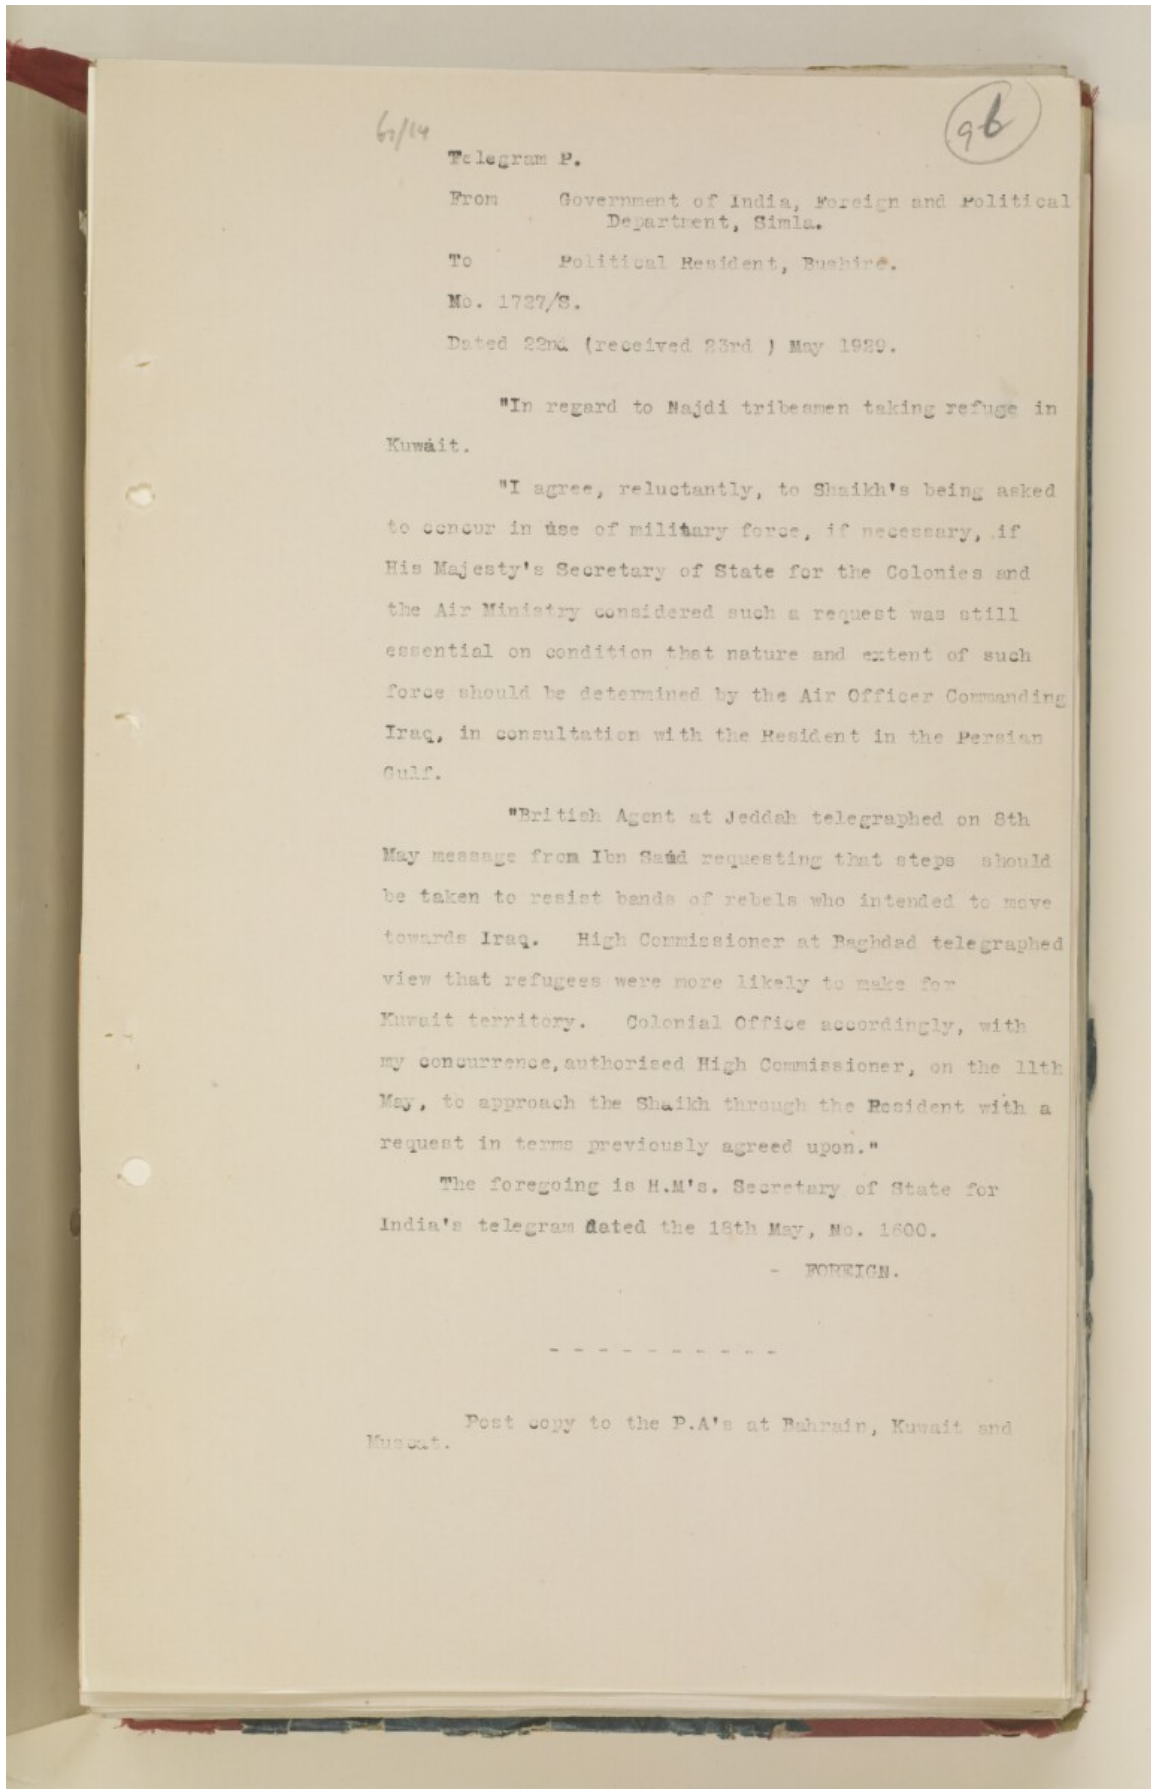 61/14
96
Telegram P.
From Government of India, Foreign and Political
Department, Simla.
To Political Resident, Bushire.
No. 1727/S.
Dated 22nd (received 23rd ) May 1929.
"In regard to Najdi tribesmen taking refuge in
Kuwait.
"I agree, reluctantly, to Shaikh's being asked
to concur in use of military force, if necessary, if
His Majesty's Secretary of State for the Colonies and
the Air Ministry considered such a request was still
essential on condition that nature and extent of such
force should be determined by the Air Officer Commanding
Iraq, in consultation with the Resident in the Persian
Gulf.
"British Agent at Jeddah telegraphed on 8th
May message from Ibn Saud requesting that steps should
be taken to resist bands of rebels who intended to move
towards Iraq. High Commissioner at Baghdad telegraphed
view that refugees were more likely to make for
Kuwait territory. Colonial Office accordingly, with
my concurrence, authorised High Commissioner, on the 11th
May, to approach the Shaikh through the Resident with a
request in terms previously agreed upon."
The foregoing is H.M's. Secretary of State for
India's telegram dated the 18th May, No. 1600.
- FOREIGN.
- - - - - - - - - -
Post copy to the P.A's at Bahrain, Kuwait and
Muscat.